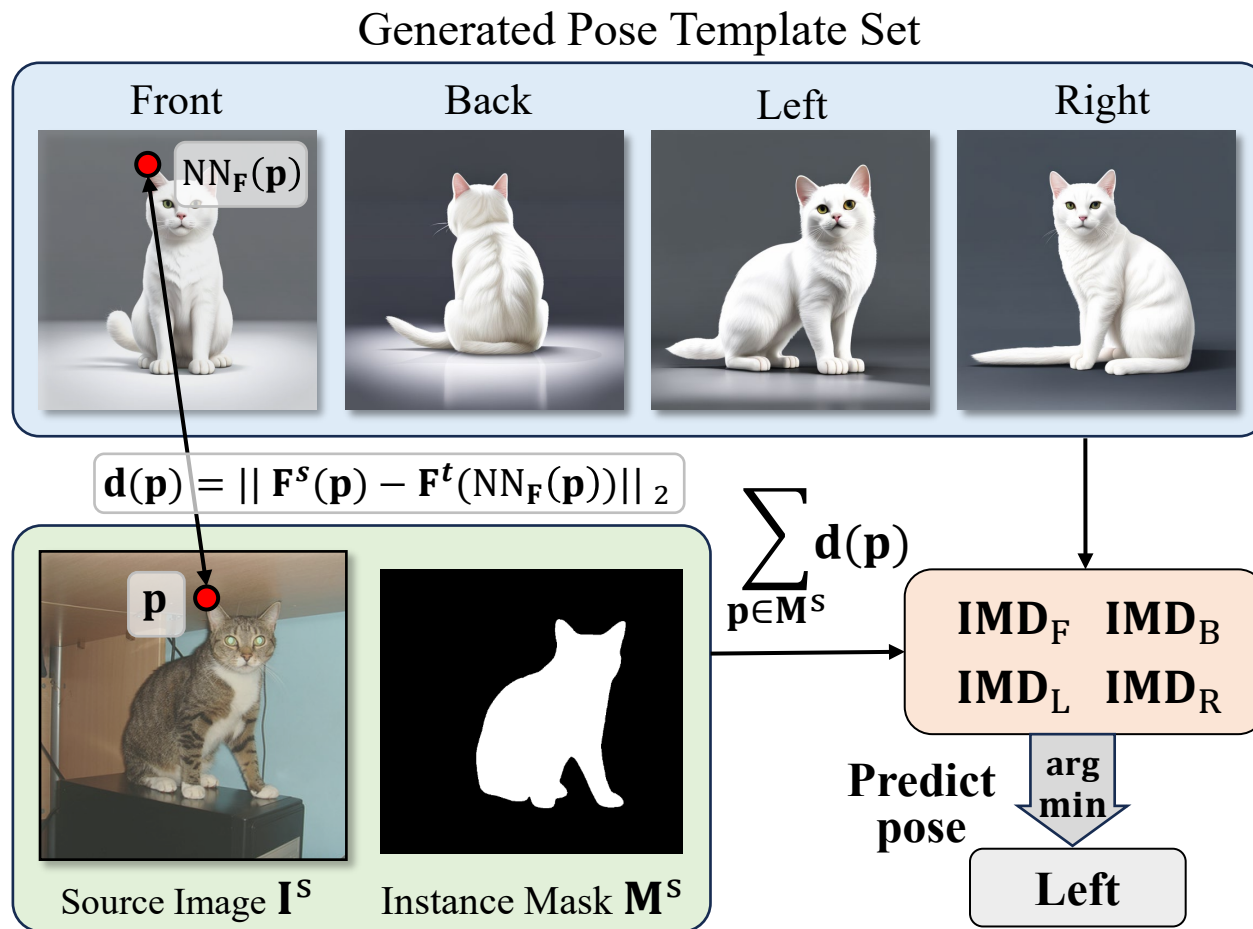 Generated Pose Template Set
Front Back Left Right
NN_F(p)
d(p) = || F^s(p) − F^t(NN_F(p))||_2
p
∑_{p∈M^s} d(p)
IMD_F IMD_B
IMD_L IMD_R
Predict
pose
arg
min
Left
Source Image I^s
Instance Mask M^s